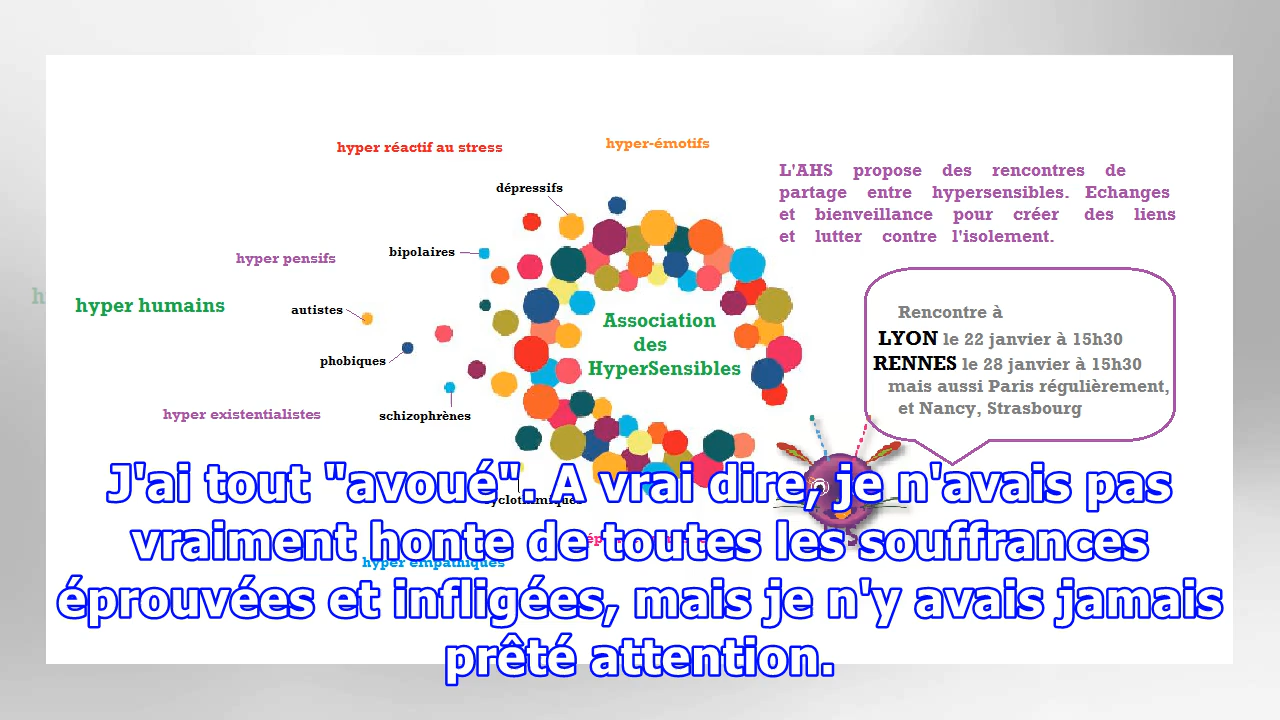 hyper réactif au stress
hyper-émotifs
L'AHS propose des rencontres de
partage entre hypersensibles. Echanges
et bienveillance pour créer des liens
et lutter contre l'isolement.
dépressifs
bipolaires
hyper pensifs
hyper humains
autistes
phobiques
hyper existentialistes
schizophrènes
Association
des
HyperSensibles
Rencontre à
LYON le 22 janvier à 15h30
RENNES le 28 janvier à 15h30
mais aussi Paris régulièrement,
et Nancy, Strasbourg
cyclothimiques
hyper empathiques
J'ai tout "avoué". A vrai dire, je n'avais pas
vraiment honte de toutes les souffrances
éprouvées et infligées, mais je n'y avais jamais
prêté attention.